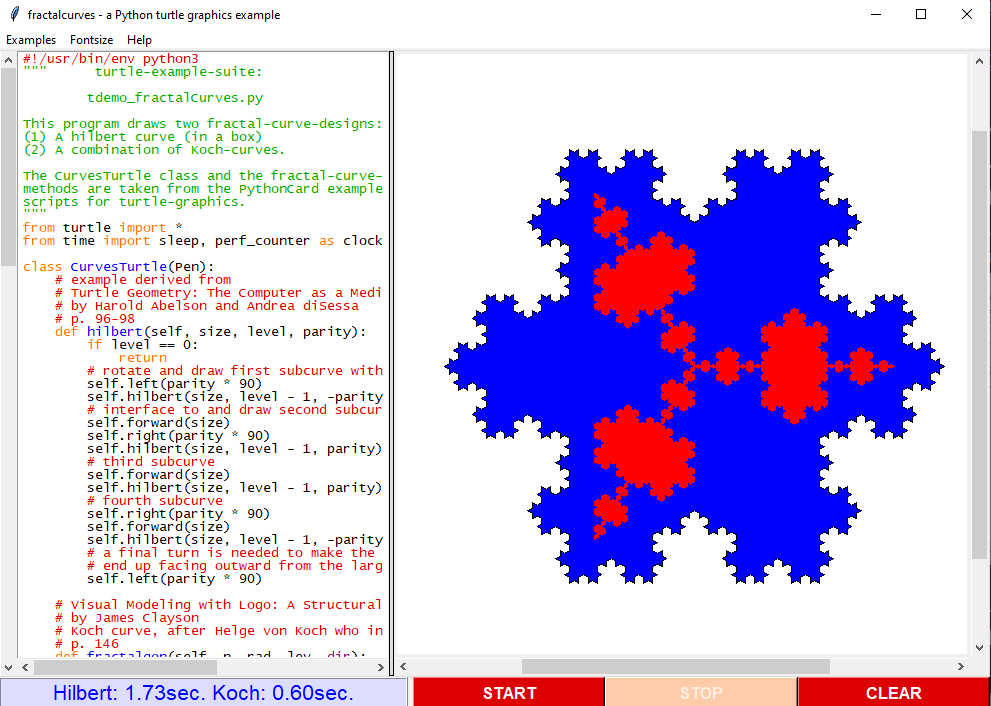 fractalcurves - a Python turtle graphics example
Examples Fontsize Help
#!/usr/bin/env python3
""" turtle-example-suite:
tdemo_fractalCurves.py
This program draws two fractal-curve-designs:
(1) A hilbert curve (in a box)
(2) A combination of Koch-curves.
The CurvesTurtle class and the fractal-curve-
methods are taken from the PythonCard example
scripts for turtle-graphics.
"""
from turtle import *
from time import sleep, perf_counter as clock
class CurvesTurtle(Pen):
# example derived from
# Turtle Geometry: The Computer as a Medi
# by Harold Abelson and Andrea diSessa
# p. 96-98
def hilbert(self, size, level, parity):
if level == 0:
return
# rotate and draw first subcurve with
self.left(parity * 90)
self.hilbert(size, level - 1, -parity
# interface to and draw second subcur
self.forward(size)
self.right(parity * 90)
self.hilbert(size, level - 1, parity)
# third subcurve
self.forward(size)
self.hilbert(size, level - 1, parity)
# fourth subcurve
self.right(parity * 90)
self.forward(size)
self.hilbert(size, level - 1, -parity
# a final turn is needed to make the
# end up facing outward from the larg
self.left(parity * 90)
# Visual Modeling with Logo: A Structural
# by James Clayson
# Koch curve, after Helge von Koch who in
# p. 146
def fractalgon(self, n, rad, lev, dir):
Hilbert: 1.73sec. Koch: 0.60sec.
START
STOP
CLEAR